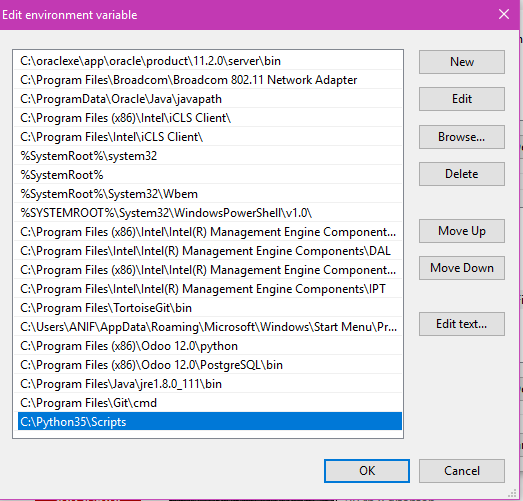 Edit environment variable
C:\oraclexe\app\oracle\product\11.2.0\server\bin
C:\Program Files\Broadcom\Broadcom 802.11 Network Adapter
C:\ProgramData\Oracle\Java\javapath
C:\Program Files (x86)\Intel\iCLS Client\
C:\Program Files\Intel\iCLS Client\
%SystemRoot%\system32
%SystemRoot%
%SystemRoot%\System32\Wbem
%SYSTEMROOT%\System32\WindowsPowerShell\v1.0\
C:\Program Files (x86)\Intel\Intel(R) Management Engine Component...
C:\Program Files\Intel\Intel(R) Management Engine Components\DAL
C:\Program Files (x86)\Intel\Intel(R) Management Engine Component...
C:\Program Files\Intel\Intel(R) Management Engine Components\IPT
C:\Program Files\TortoiseGit\bin
C:\Users\ANIF\AppData\Roaming\Microsoft\Windows\Start Menu\Pr...
C:\Program Files (x86)\Odoo 12.0\python
C:\Program Files (x86)\Odoo 12.0\PostgreSQL\bin
C:\Program Files\Java\jre1.8.0_111\bin
C:\Program Files\Git\cmd
C:\Python35\Scripts
New
Edit
Browse...
Delete
Move Up
Move Down
Edit text...
OK
Cancel